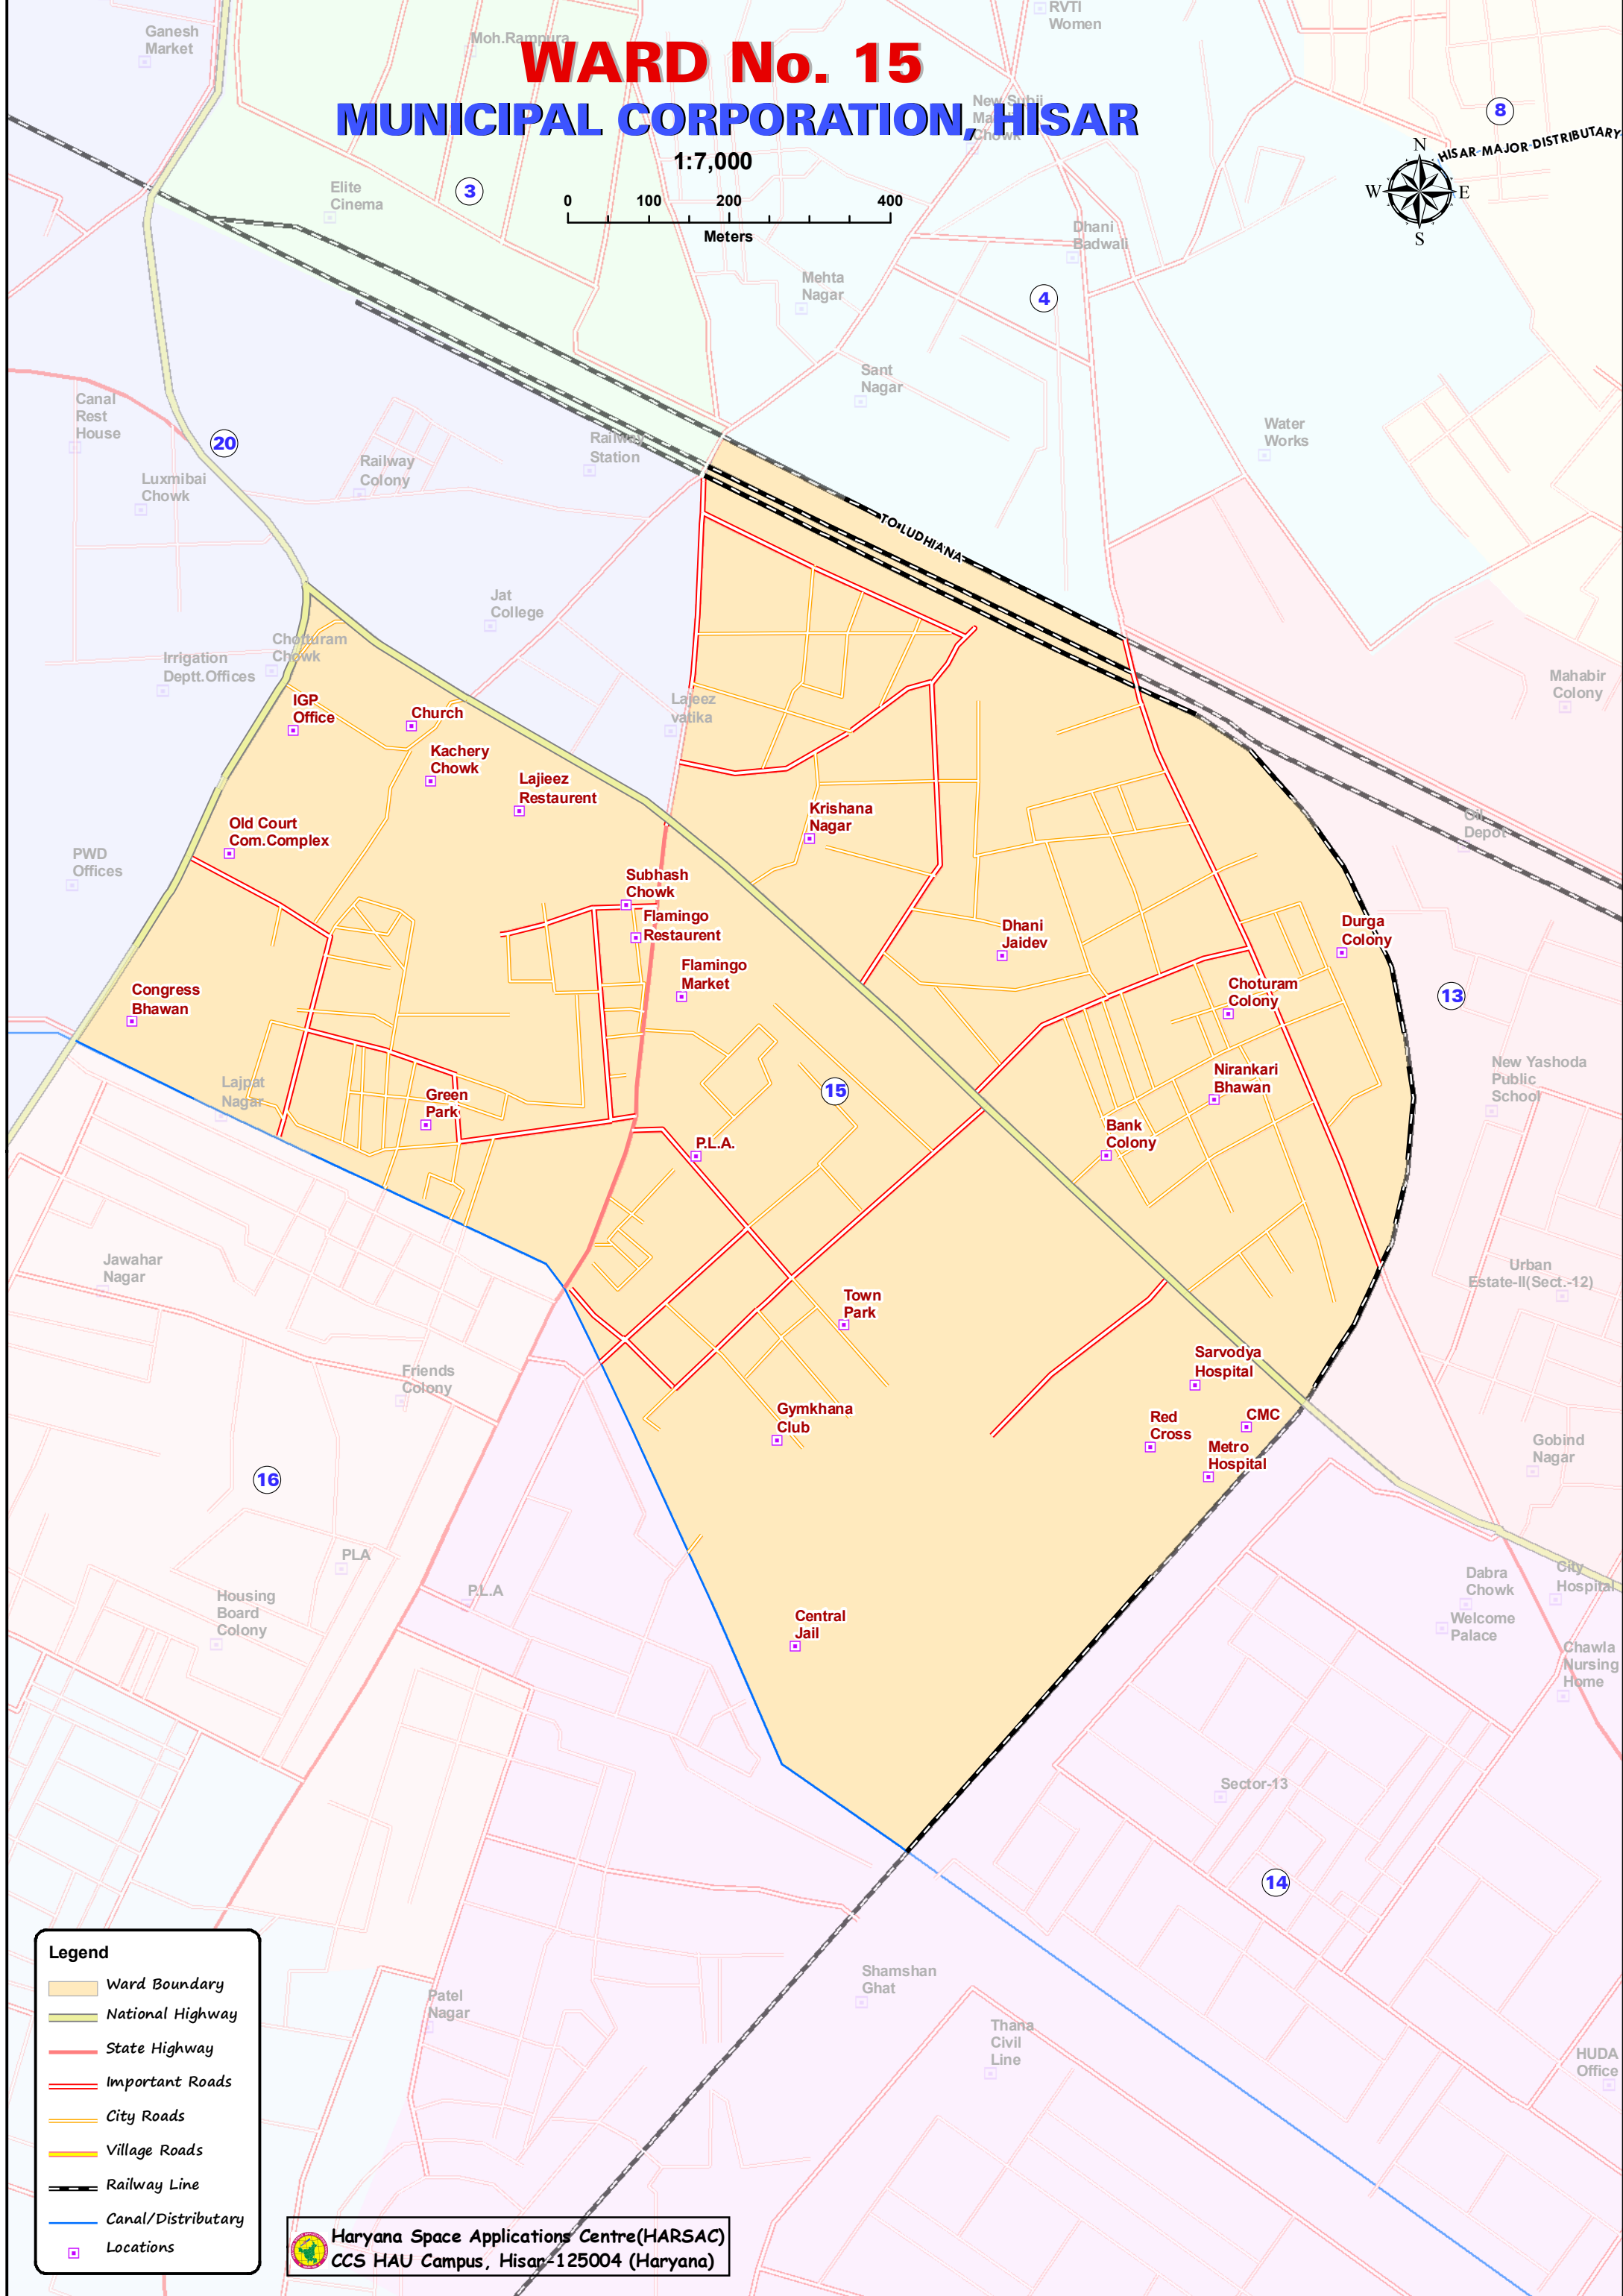 WARD No. 15
MUNICIPAL CORPORATION, HISAR
1:7,000
0 100 200 400
Meters
N
W E
S
HISAR MAJOR DISTRIBUTARY
TO LUDHIANA
Ganesh
Market
Moh.Rampura
RVTI
Women
New Subji
Chowk
8
3
Elite
Cinema
Dhani
Badwali
Mehta
Nagar
4
Sant
Nagar
Canal
Rest
House
20
Railway
Station
Water
Works
Luxmibai
Chowk
Railway
Colony
Jat
College
Chotturam
Chowk
Irrigation
Deptt.Offices
Mahabir
Colony
Lajeez
vatika
IGP
Office
Church
Kachery
Chowk
Lajieez
Restaurent
Krishana
Nagar
Old Court
Com.Complex
Oil
Depot
PWD
Offices
Subhash
Chowk
Flamingo
Restaurent
Flamingo
Market
Dhani
Jaidev
Durga
Colony
Congress
Bhawan
Choturam
Colony
13
Lajpat
Nagar
Green
Park
15
Nirankari
Bhawan
New Yashoda
Public
School
P.L.A.
Bank
Colony
Jawahar
Nagar
Urban
Estate-II(Sect.-12)
Town
Park
Friends
Colony
Sarvodya
Hospital
Gymkhana
Club
Red
Cross
CMC
Metro
Hospital
Gobind
Nagar
16
PLA
P.L.A
Housing
Board
Colony
Central
Jail
Dabra
Chowk
City
Hospital
Welcome
Palace
Chawla
Nursing
Home
Sector-13
14
Shamshan
Ghat
Patel
Nagar
Thana
Civil
Line
HUDA
Office
Legend
Ward Boundary
National Highway
State Highway
Important Roads
City Roads
Village Roads
Railway Line
Canal/Distributary
Locations
Haryana Space Applications Centre(HARSAC)
CCS HAU Campus, Hisar-125004 (Haryana)